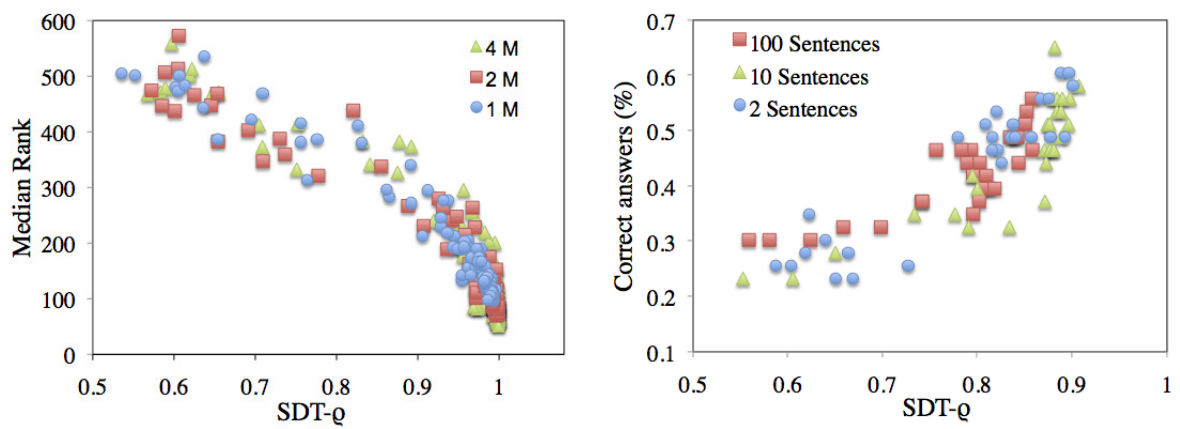 600
500
400
300
200
100
0
Median Rank
4 M
2 M
1 M
0.5 0.6 0.7 0.8 0.9 1
SDT-ϱ
0.7
0.6
0.5
0.4
0.3
0.2
0.1
Correct answers (%)
100 Sentences
10 Sentences
2 Sentences
0.5 0.6 0.7 0.8 0.9 1
SDT-ϱ